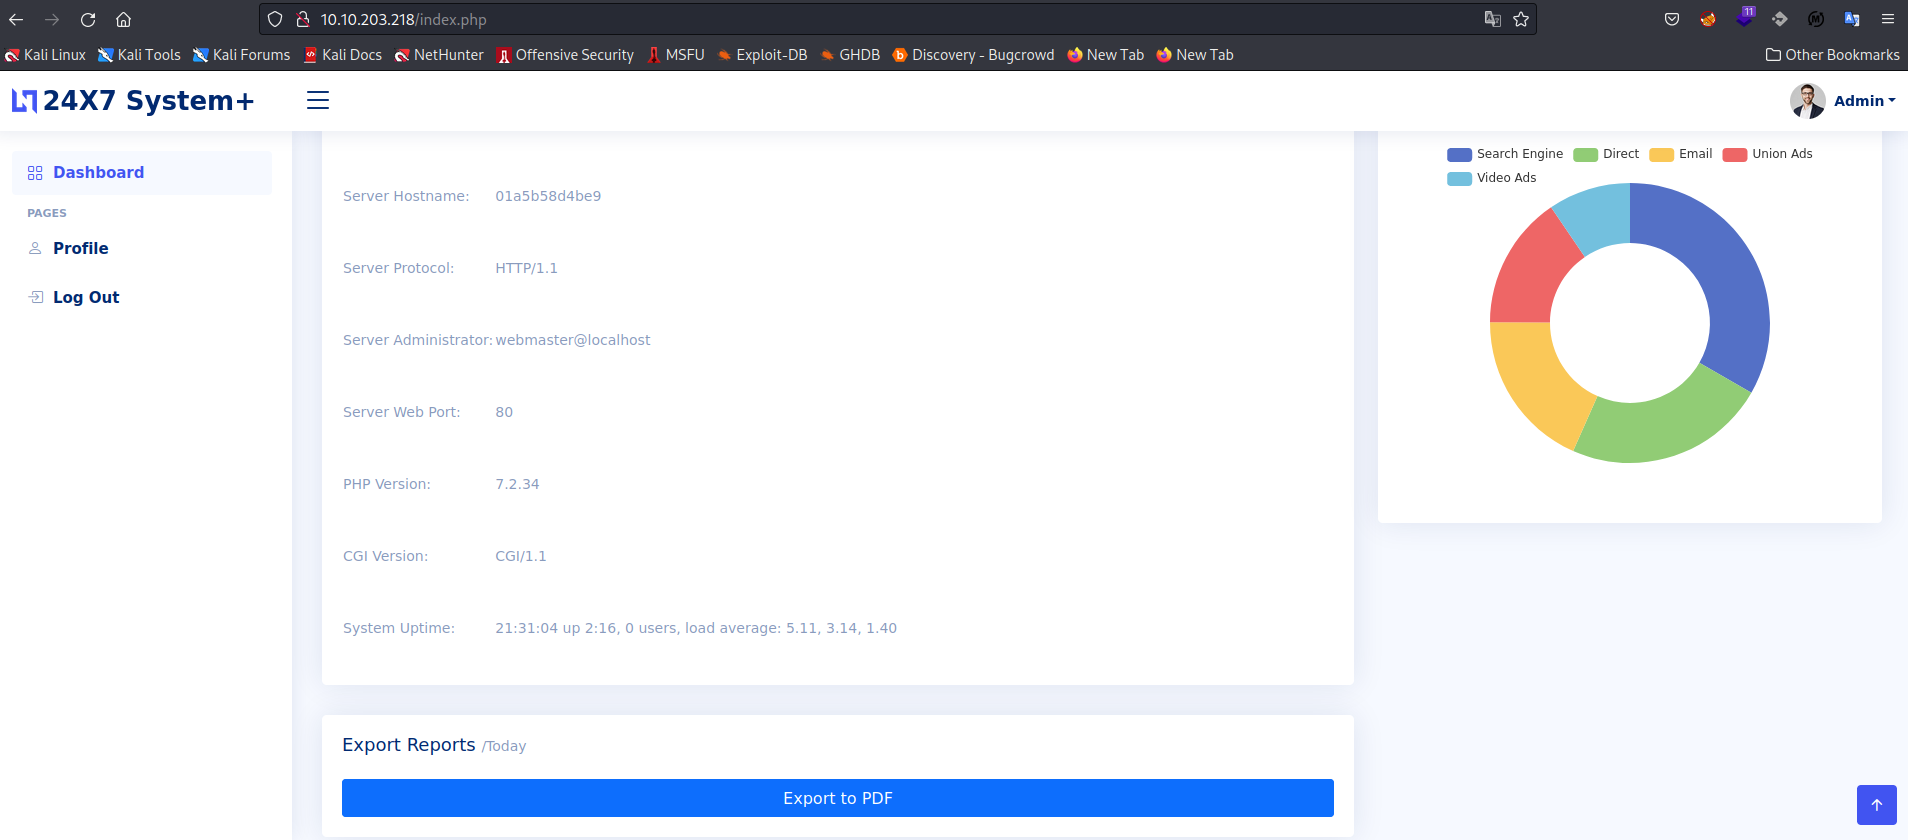 10.10.203.218/index.php
11
Kali Linux Kali Tools Kali Forums Kali Docs NetHunter Offensive Security MSFU Exploit-DB GHDB Discovery - Bugcrowd New Tab New Tab Other Bookmarks
24X7 System+ Admin
Dashboard
PAGES
Profile
Log Out
Server Hostname: 01a5b58d4be9
Server Protocol: HTTP/1.1
Server Administrator: webmaster@localhost
Server Web Port: 80
PHP Version: 7.2.34
CGI Version: CGI/1.1
System Uptime: 21:31:04 up 2:16, 0 users, load average: 5.11, 3.14, 1.40
Export Reports /Today
Export to PDF
Search Engine Direct Email Union Ads
Video Ads